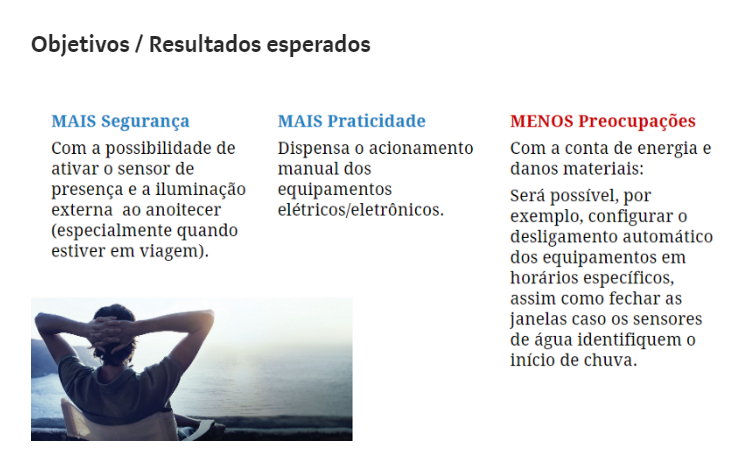 Objetivos / Resultados esperados
MAIS Segurança
Com a possibilidade de
ativar o sensor de
presença e a iluminação
externa ao anoitecer
(especialmente quando
estiver em viagem).
MAIS Praticidade
Dispensa o acionamento
manual dos
equipamentos
elétricos/eletrônicos.
MENOS Preocupações
Com a conta de energia e
danos materiais:
Será possível, por
exemplo, configurar o
desligamento automático
dos equipamentos em
horários específicos,
assim como fechar as
janelas caso os sensores
de água identifiquem o
início de chuva.